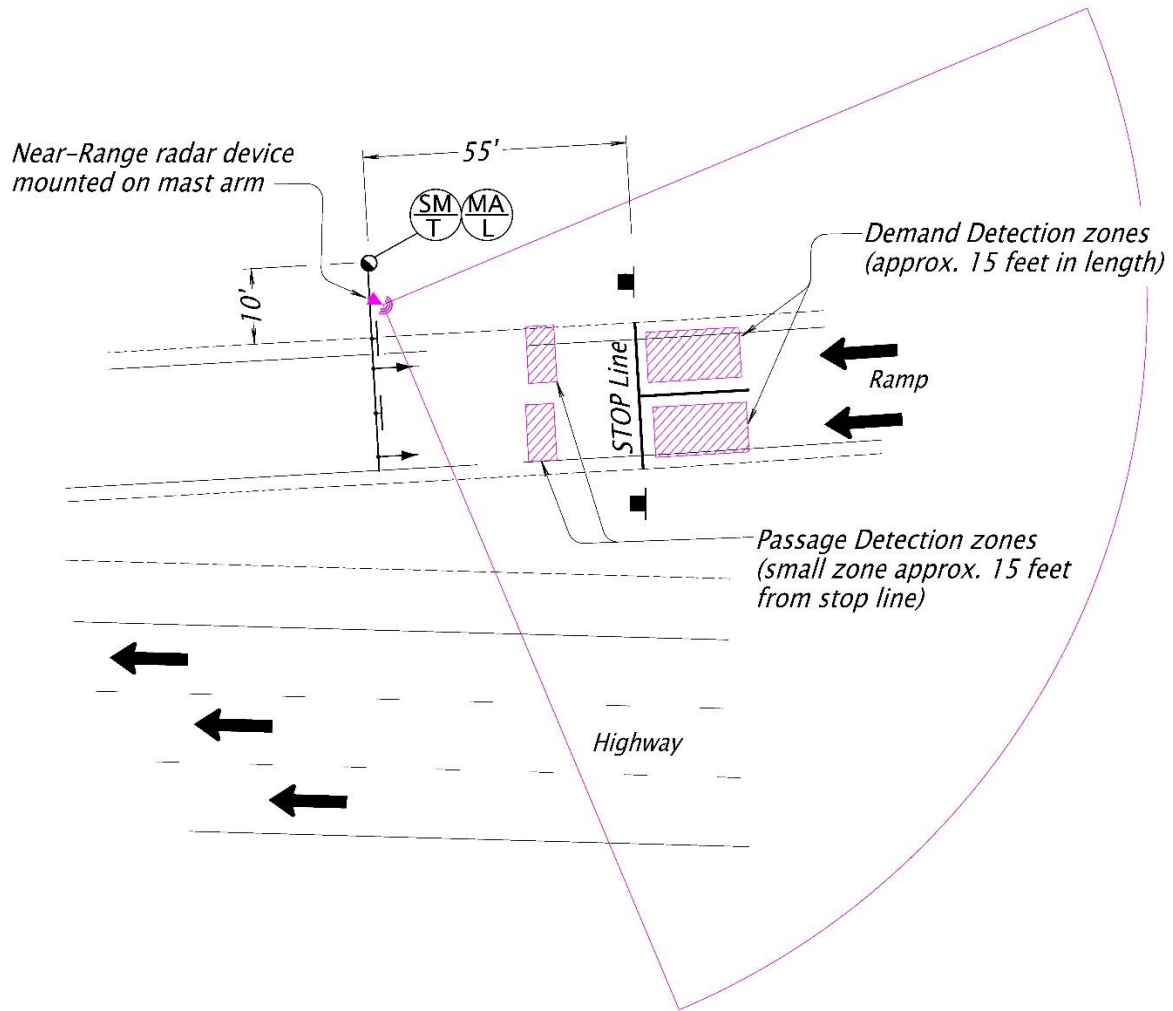 55'
Near-Range radar device
mounted on mast arm
SM
T
MA
L
Demand Detection zones
(approx. 15 feet in length)
10'
STOP Line
Ramp
Passage Detection zones
(small zone approx. 15 feet
from stop line)
Highway